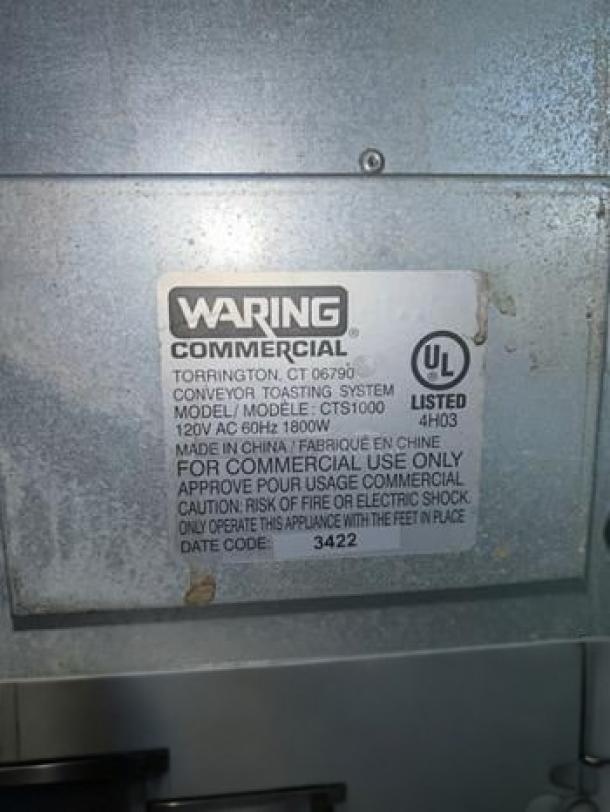 WARING®
COMMERCIAL
TORRINGTON, CT 06790
CONVEYOR TOASTING SYSTEM
MODEL/ MODÈLE : CTS1000
120V AC 60Hz 1800W
MADE IN CHINA / FABRIQUÉ EN CHINE
FOR COMMERCIAL USE ONLY
APPROVE POUR USAGE COMMERCIAL
CAUTION: RISK OF FIRE OR ELECTRIC SHOCK.
ONLY OPERATE THIS APPLIANCE WITH THE FEET IN PLACE
DATE CODE: 3422
UL
®
LISTED
4H03